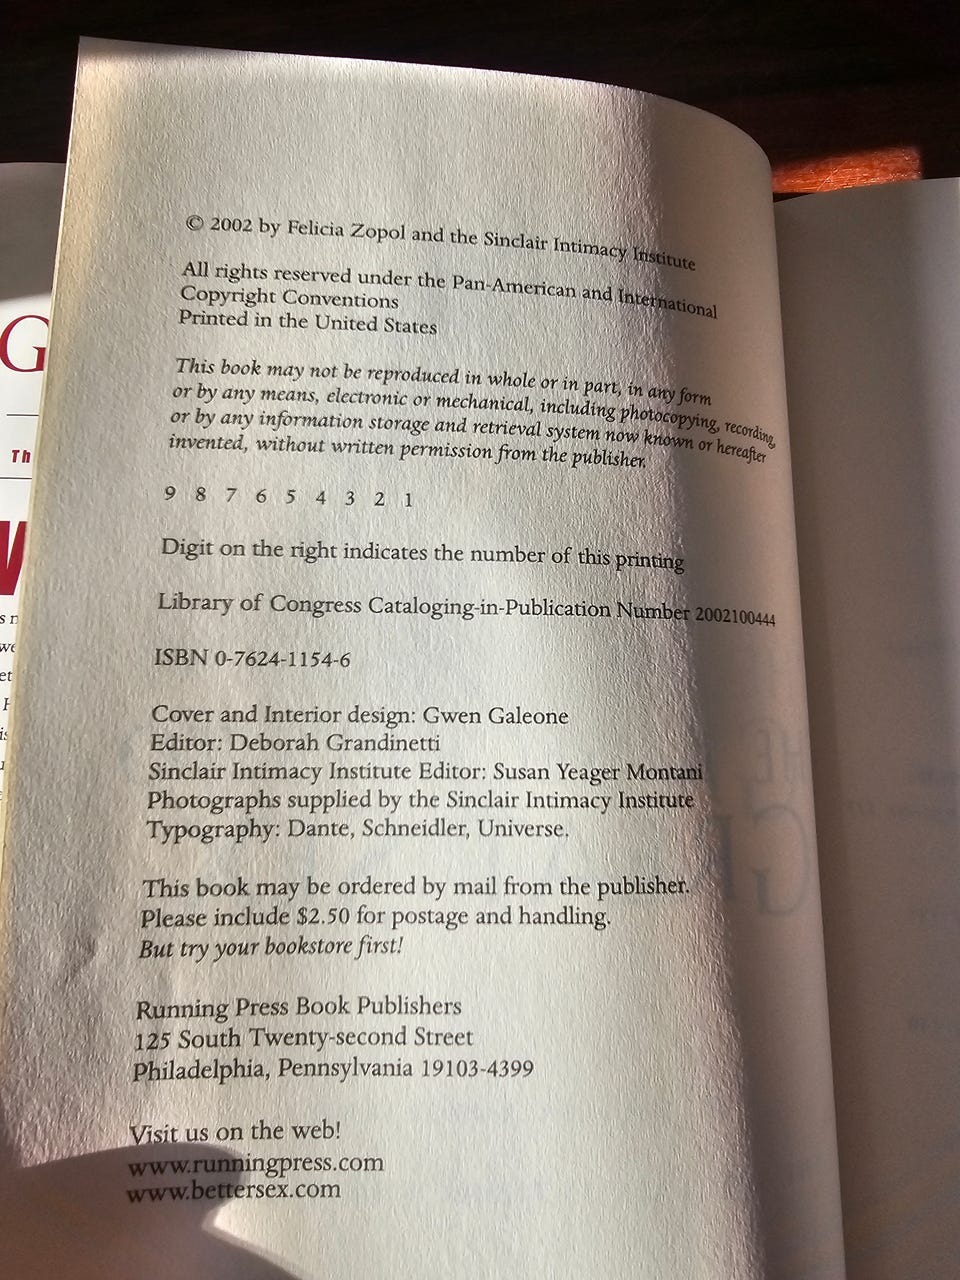 © 2002 by Felicia Zopol and the Sinclair Intimacy Institute
All rights reserved under the Pan-American and International
Copyright Conventions
Printed in the United States
This book may not be reproduced in whole or in part, in any form
or by any means, electronic or mechanical, including photocopying, recording,
or by any information storage and retrieval system now known or hereafter
invented, without written permission from the publisher.
9 8 7 6 5 4 3 2 1
Digit on the right indicates the number of this printing
Library of Congress Cataloging-in-Publication Number 2002100444
ISBN 0-7624-1154-6
Cover and Interior design: Gwen Galeone
Editor: Deborah Grandinetti
Sinclair Intimacy Institute Editor: Susan Yeager Montani
Photographs supplied by the Sinclair Intimacy Institute
Typography: Dante, Schneidler, Universe.
This book may be ordered by mail from the publisher.
Please include $2.50 for postage and handling.
But try your bookstore first!
Running Press Book Publishers
125 South Twenty-second Street
Philadelphia, Pennsylvania 19103-4399
Visit us on the web!
www.runningpress.com
www.bettersex.com